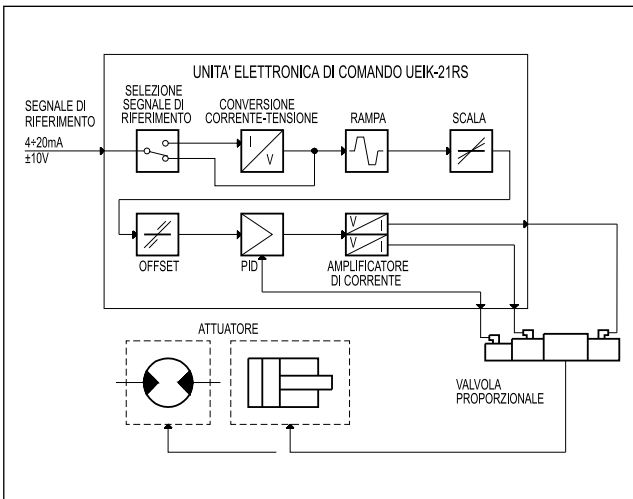 UNITA' ELETTRONICA DI COMANDO UEIK-21RS
SEGNALE DI
RIFERIMENTO
4÷20mA
±10V
SELEZIONE
SEGNALE DI
RIFERIMENTO
CONVERSIONE
CORRENTE-TENSIONE
I
V
RAMPA
SCALA
OFFSET
PID
V
I
V
I
AMPLIFICATORE
DI CORRENTE
ATTUATORE
VALVOLA
PROPORZIONALE